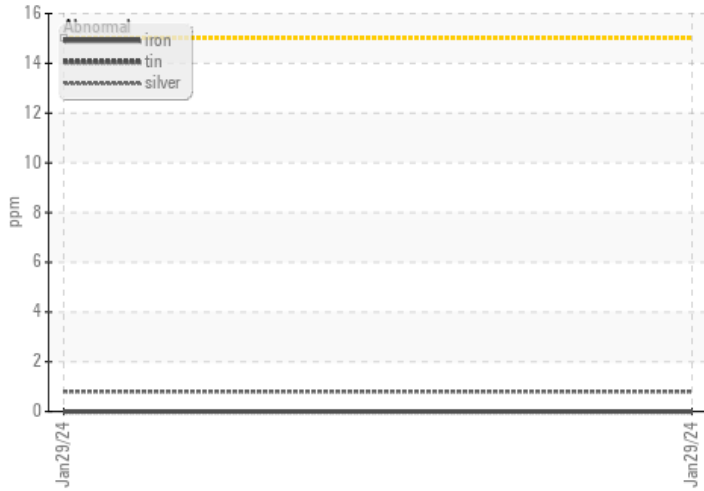 16
Abnormal
iron
tin
silver
14
12
10
ppm
8
6
4
2
0
Jan29/24
Jan29/24